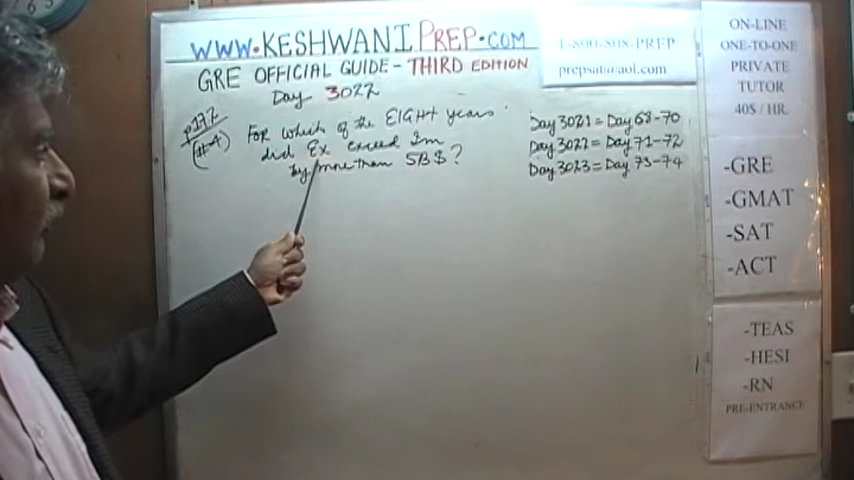 WWW.KESHWANIPREP.COM
GRE OFFICIAL GUIDE - THIRD EDITION
Day 3022
p172
(#4)
For which of the EIGHT years
did Ex exceed Im
by more than 5B$?
1-800-808-PREP
prepsat@aol.com
Day 3021 = Day 68-70
Day 3022 = Day 71-72
Day 3023 = Day 73-74
ON-LINE
ONE-TO-ONE
PRIVATE
TUTOR
40$ / HR.
-GRE
-GMAT
-SAT
-ACT
-TEAS
-HESI
-RN
PRE-ENTRANCE